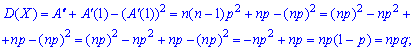 D(X) = A″ + A′(1) − (A′(1))² = n(n−1)p² + np − (np)² = (np)² − np² +
+np − (np)² = (np)² − np² + np − (np)² = −np² + np = np(1 − p) = npq;